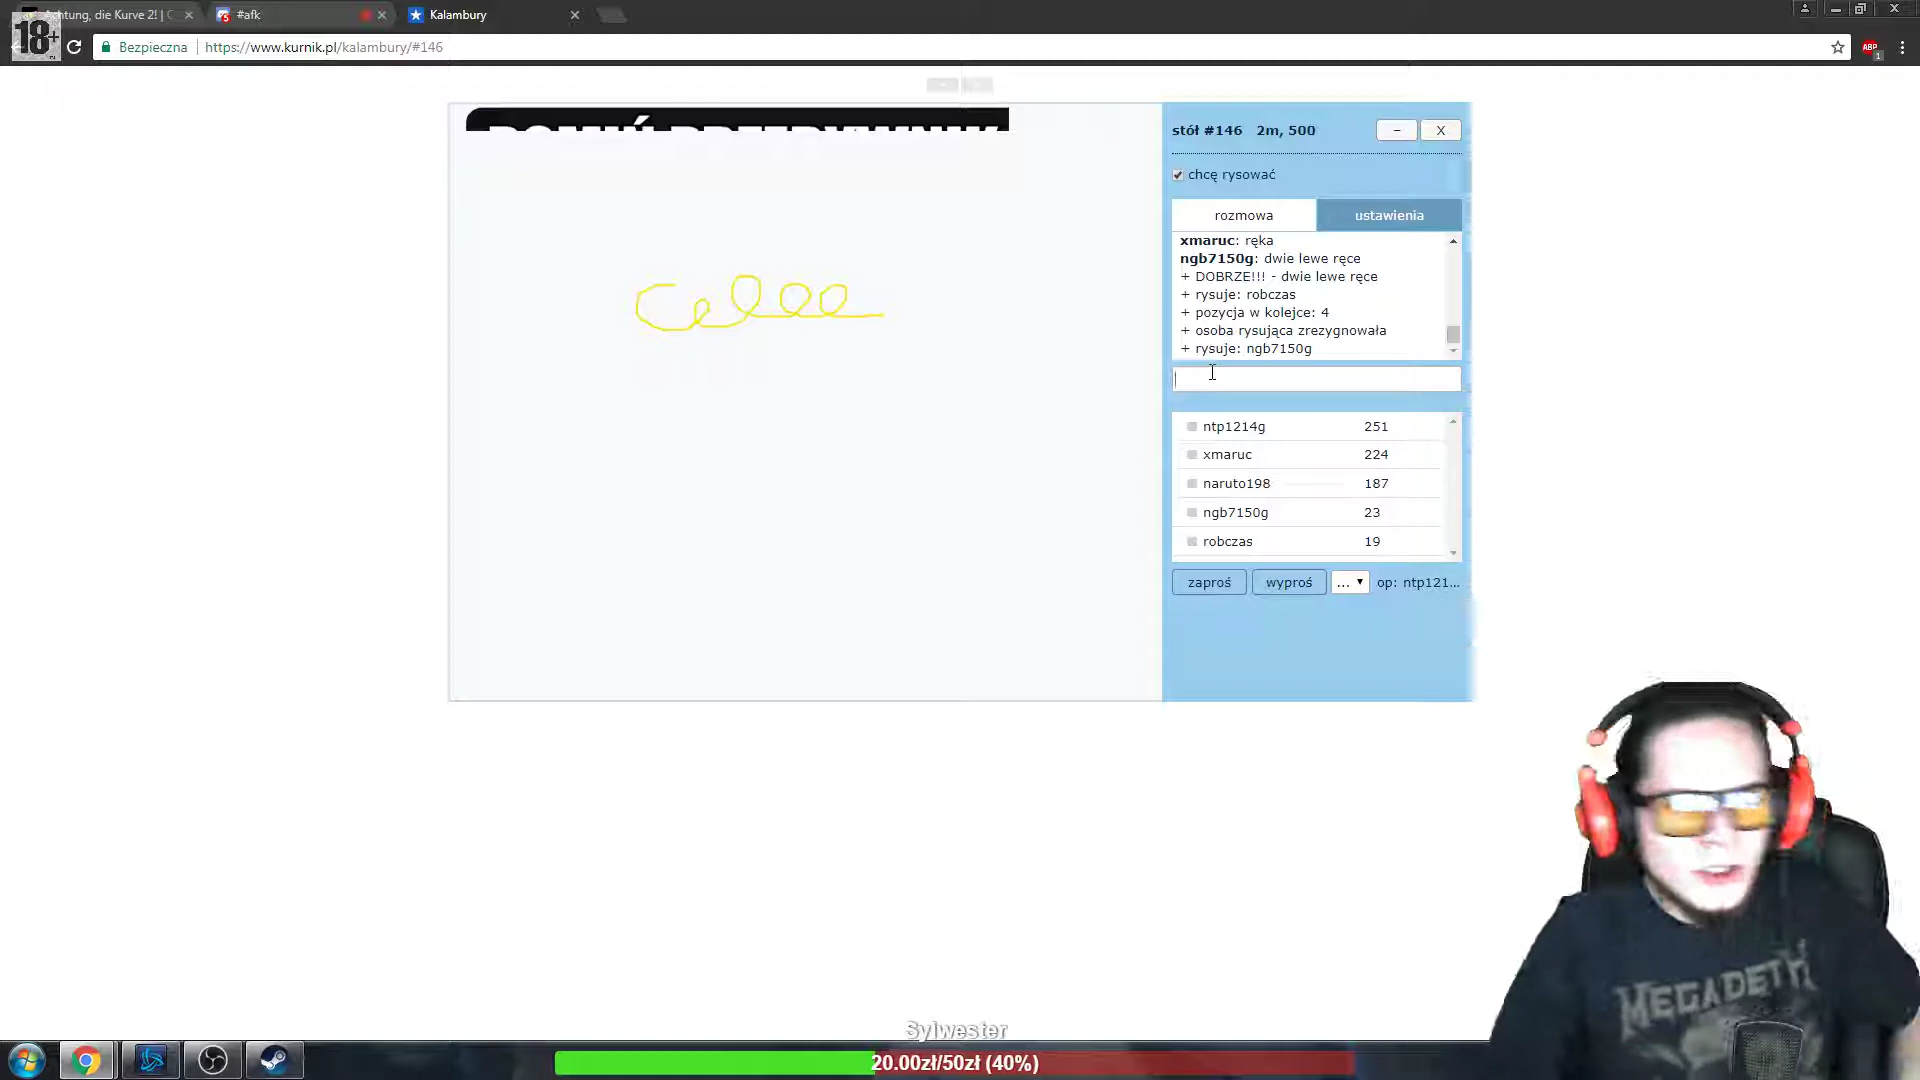 Achtung, die Kurve 2! |
#afk
Kalambury
18+
Bezpieczna
https://www.kurnik.pl/kalambury/#146
ABP
1
stół #146 2m, 500
–
X
chcę rysować
rozmowa
ustawienia
xmaruc: ręka
ngb7150g: dwie lewe ręce
+ DOBRZE!!! - dwie lewe ręce
+ rysuje: robczas
+ pozycja w kolejce: 4
+ osoba rysująca zrezygnowała
+ rysuje: ngb7150g
ntp1214g 251
xmaruc 224
naruto198 187
ngb7150g 23
robczas 19
zaproś
wyproś
...
op: ntp121...
MEGADETH
Sylwester
20.00zł/50zł (40%)